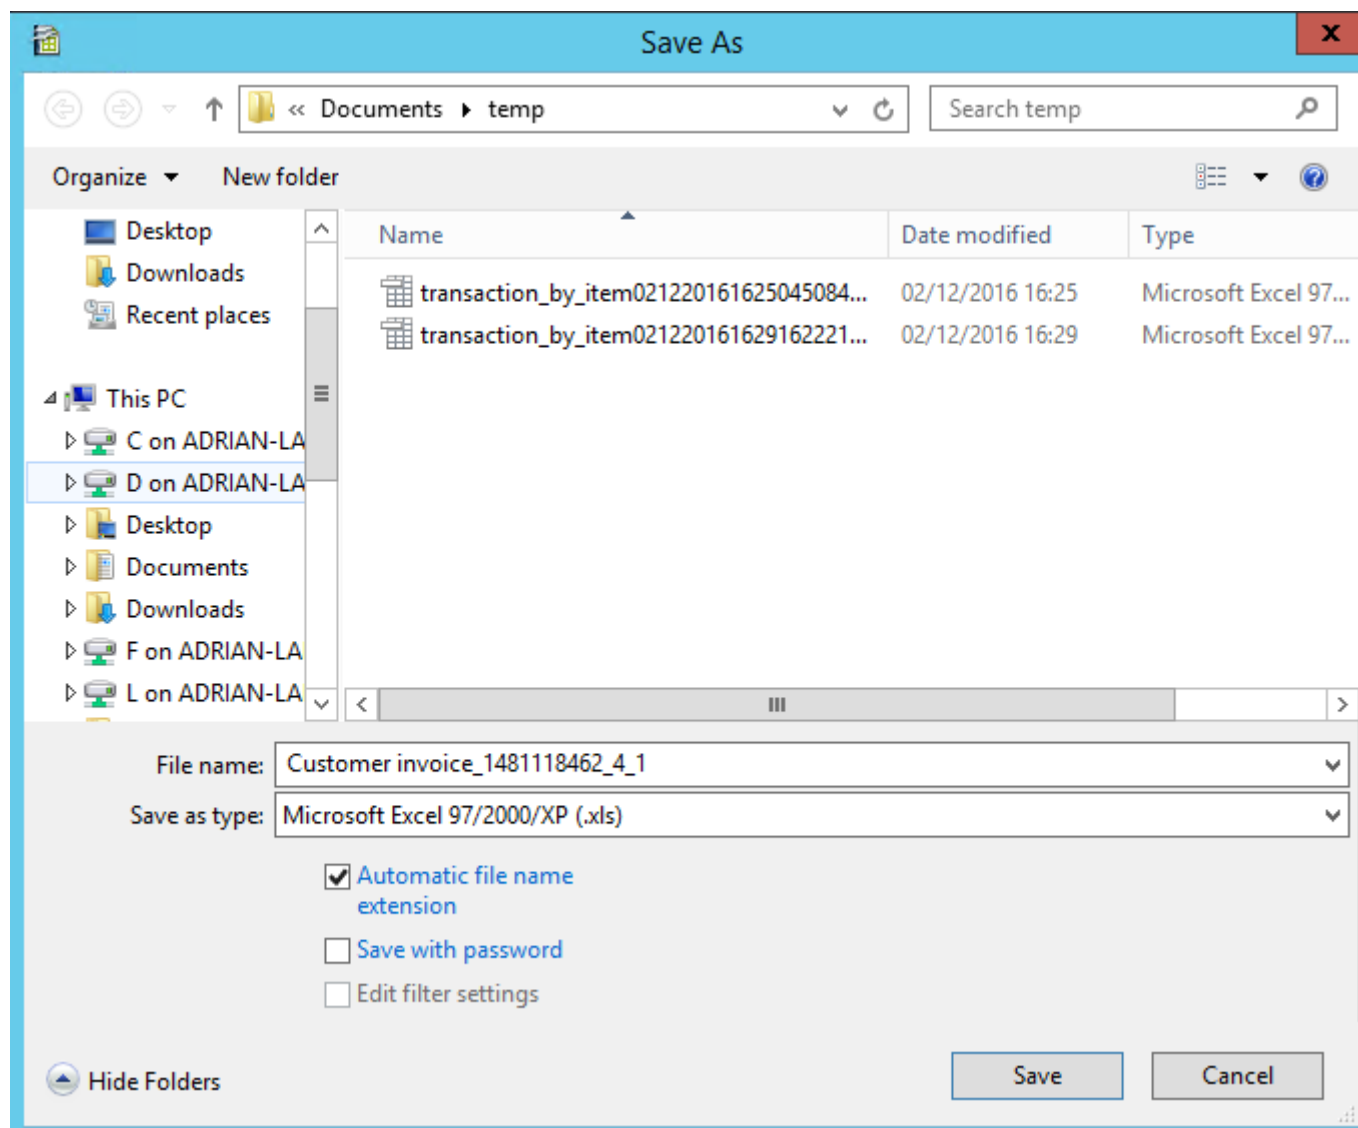 Save As
x
« Documents temp
Search temp
Organize New folder
Name Date modified Type
Desktop
Downloads
Recent places
This PC
C on ADRIAN-LA
D on ADRIAN-LA
Desktop
Documents
Downloads
F on ADRIAN-LA
L on ADRIAN-LA
transaction_by_item021220161625045084... 02/12/2016 16:25 Microsoft Excel 97...
transaction_by_item021220161629162221... 02/12/2016 16:29 Microsoft Excel 97...
File name: Customer invoice_1481118462_4_1
Save as type: Microsoft Excel 97/2000/XP (.xls)
Automatic file name
extension
Save with password
Edit filter settings
Hide Folders
Save Cancel